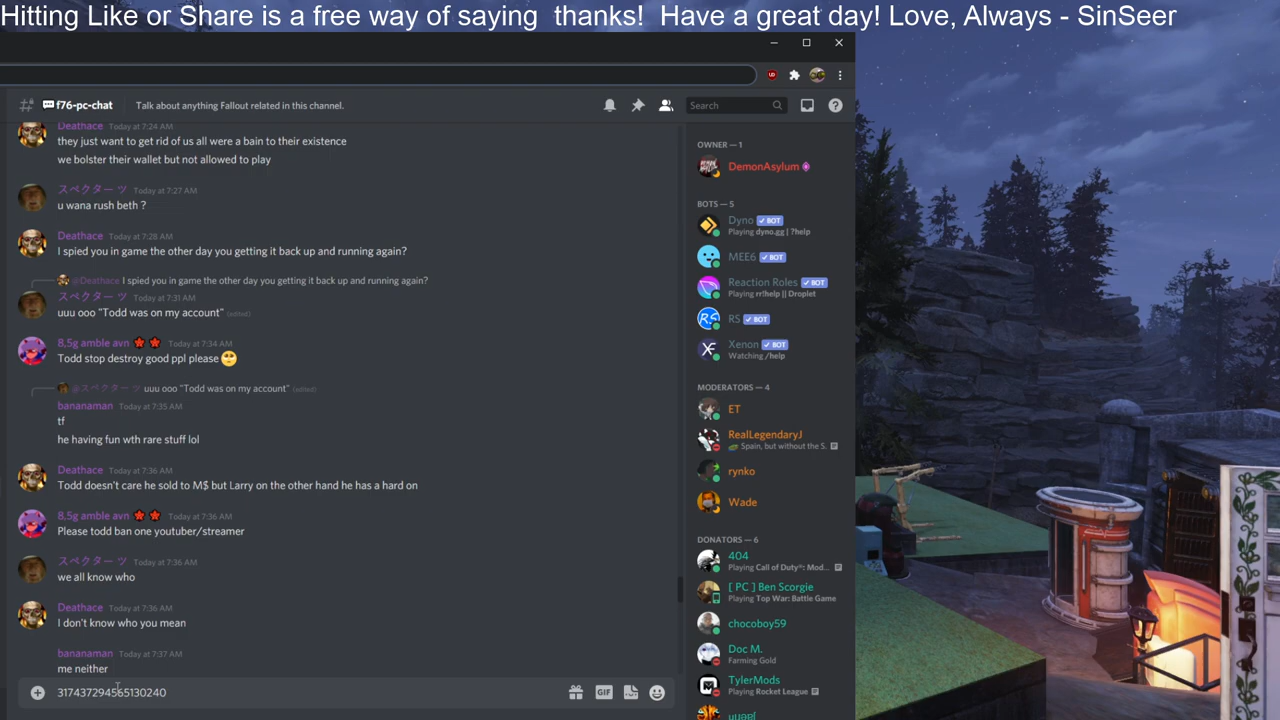 Hitting Like or Share is a free way of saying  thanks!  Have a great day! Love, Always - SinSeer
f76-pc-chat
Talk about anything Fallout related in this channel.
Search
Deathace Today at 7:24 AM
they just want to get rid of us all were a bain to their existence
we bolster their wallet but not allowed to play
スペクター ツ Today at 7:27 AM
u wana rush beth ?
Deathace Today at 7:28 AM
I spied you in game the other day you getting it back up and running again?
@Deathace I spied you in game the other day you getting it back up and running again?
スペクター ツ Today at 7:31 AM
uuu ooo "Todd was on my account" (edited)
8,5g amble avn Today at 7:34 AM
Todd stop destroy good ppl please
@スペクター ツ uuu ooo "Todd was on my account" (edited)
bananaman Today at 7:35 AM
tf
he having fun wth rare stuff lol
Deathace Today at 7:36 AM
Todd doesn't care he sold to M$ but Larry on the other hand he has a hard on
8,5g amble avn Today at 7:36 AM
Please todd ban one youtuber/streamer
スペクター ツ Today at 7:36 AM
we all know who
Deathace Today at 7:36 AM
I don't know who you mean
bananaman Today at 7:37 AM
me neither
317437294565130240
GIF
OWNER — 1
DemonAsylum
BOTS — 5
Dyno BOT
Playing dyno.gg | ?help
MEE6 BOT
Reaction Roles BOT
Playing rr!help || Droplet
RS BOT
Xenon BOT
Watching /help
MODERATORS — 4
ET
RealLegendaryJ
Spain, but without the S.
rynko
Wade
DONATORS — 6
404
Playing Call of Duty®: Mod...
[ PC ] Ben Scorgie
Playing Top War: Battle Game
chocoboy59
Doc M.
Farming Gold
TylerMods
Playing Rocket League